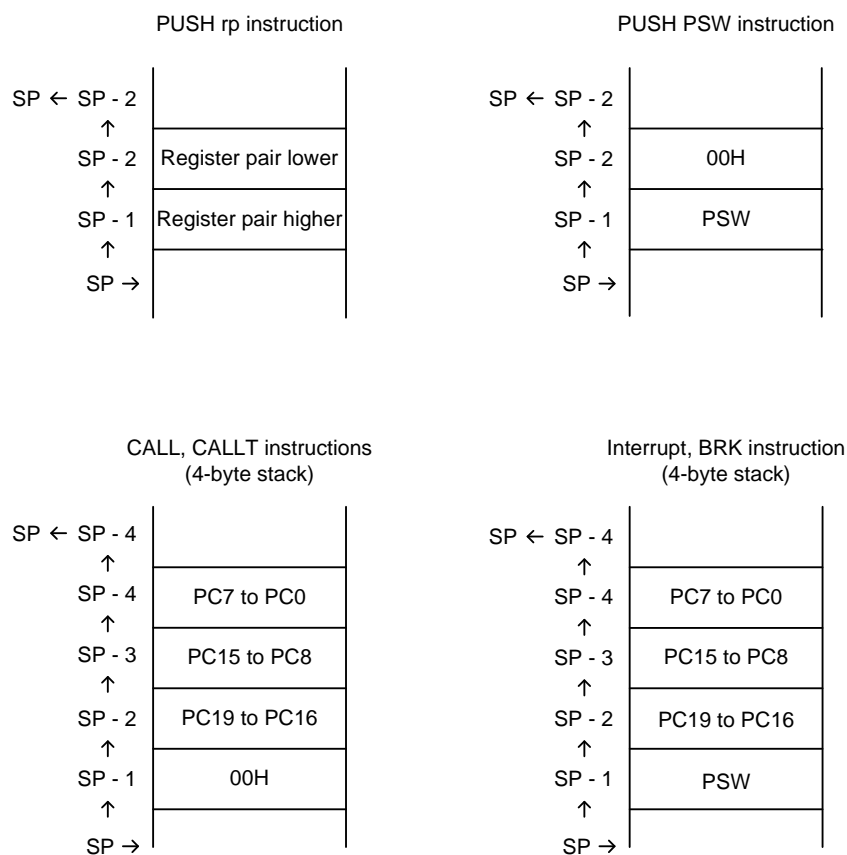 PUSH rp instruction
SP ← SP - 2
↑
SP - 2 Register pair lower
↑
SP - 1 Register pair higher
↑
SP →
PUSH PSW instruction
SP ← SP - 2
↑
SP - 2 00H
↑
SP - 1 PSW
↑
SP →
CALL, CALLT instructions
(4-byte stack)
SP ← SP - 4
↑
SP - 4 PC7 to PC0
↑
SP - 3 PC15 to PC8
↑
SP - 2 PC19 to PC16
↑
SP - 1 00H
↑
SP →
Interrupt, BRK instruction
(4-byte stack)
SP ← SP - 4
↑
SP - 4 PC7 to PC0
↑
SP - 3 PC15 to PC8
↑
SP - 2 PC19 to PC16
↑
SP - 1 PSW
↑
SP →